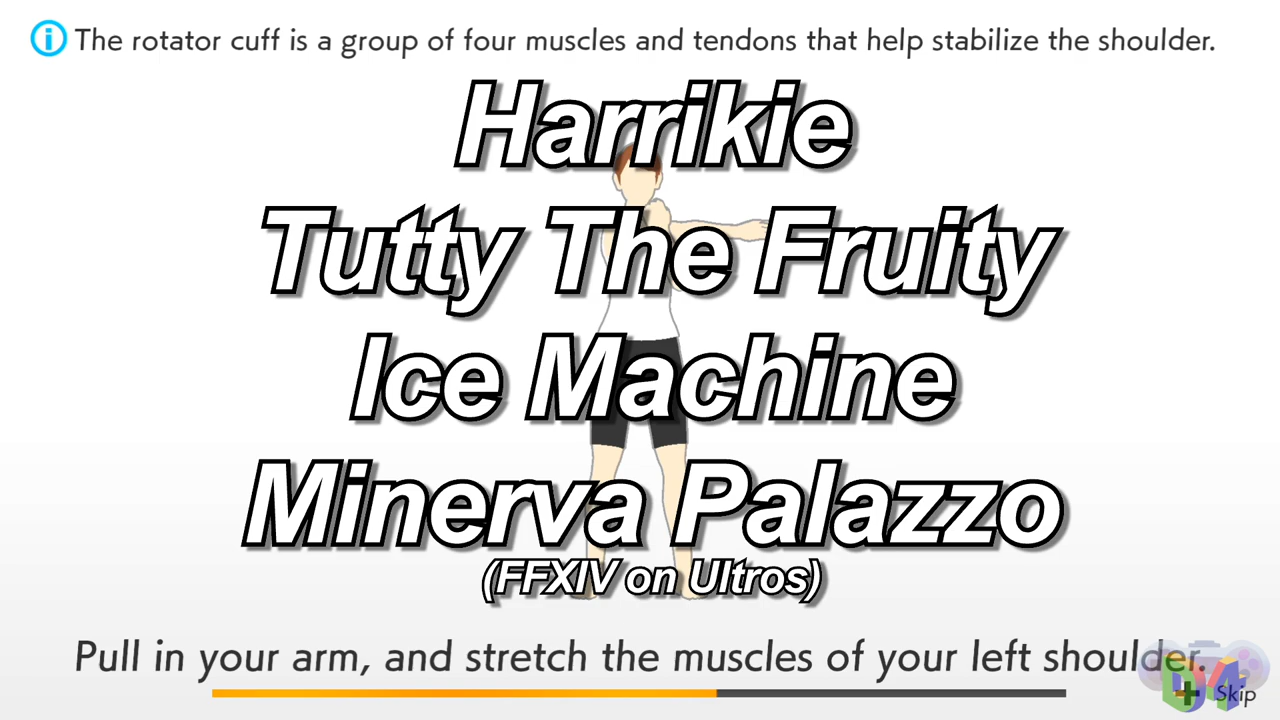 The rotator cuff is a group of four muscles and tendons that help stabilize the shoulder.
Harrikie
Tutty The Fruity
Ice Machine
Minerva Palazzo
(FFXIV on Ultros)
Pull in your arm, and stretch the muscles of your left shoulder.
+ Skip